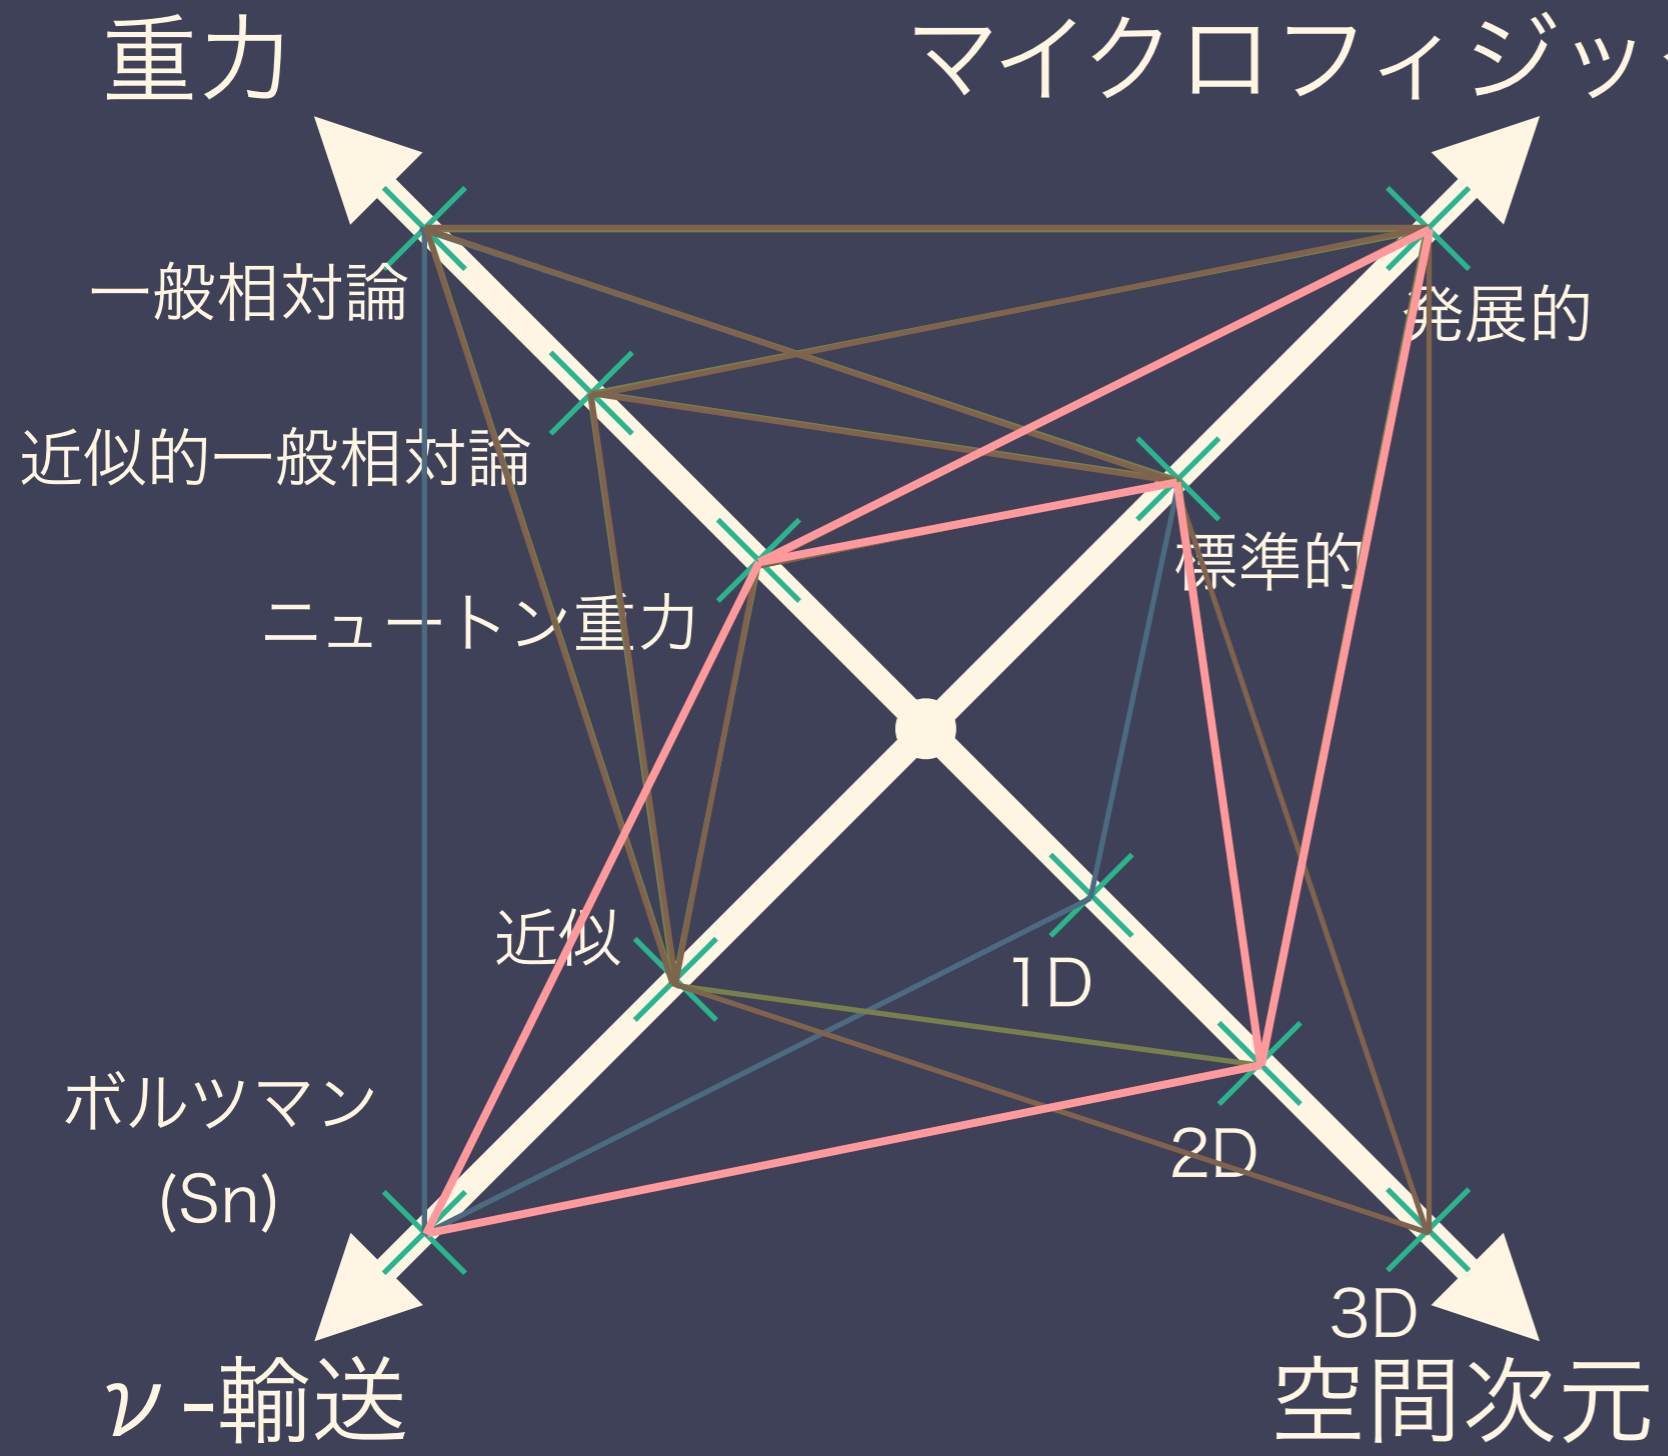 重力
マイクロフィジッ
一般相対論
発展的
近似的一般相対論
標準的
ニュートン重力
近似
1D
ボルツマン
(Sn)
2D
3D
ν-輸送
空間次元